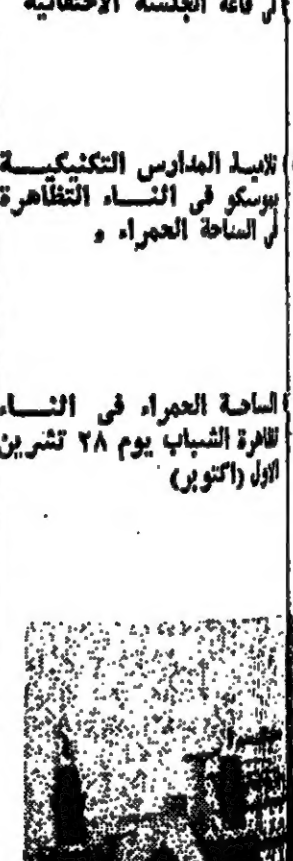 في قاعة الجلسة الاحتفالية
تلاميذ المدارس التكنيكية
بموسكو في اثناء التظاهرة
في الساحة الحمراء و
الساحة الحمراء في اثناء
تظاهرة الشباب يوم ٢٨ تشرين
الاول (اكتوبر)